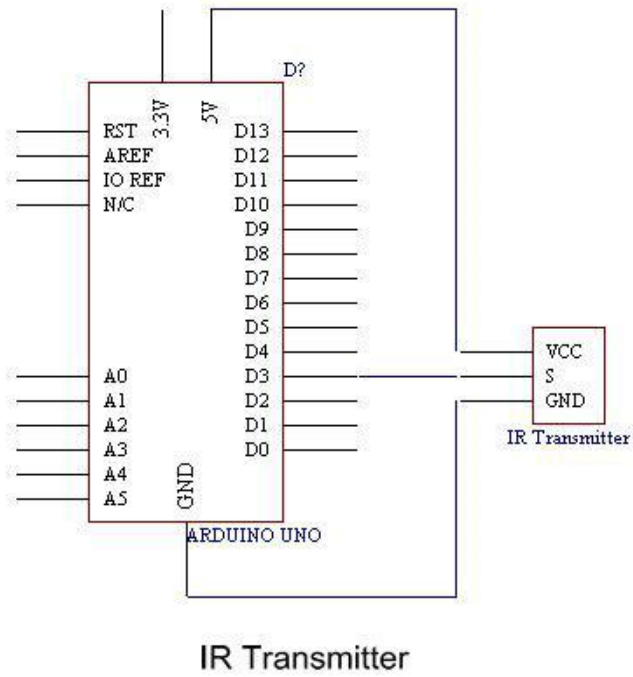 D?
3.3V
5V
RST
AREF
IO REF
N/C
D13
D12
D11
D10
D9
D8
D7
D6
D5
D4
D3
D2
D1
D0
A0
A1
A2
A3
A4
A5
GND
ARDUINO UNO
VCC
S
GND
IR Transmitter
IR Transmitter